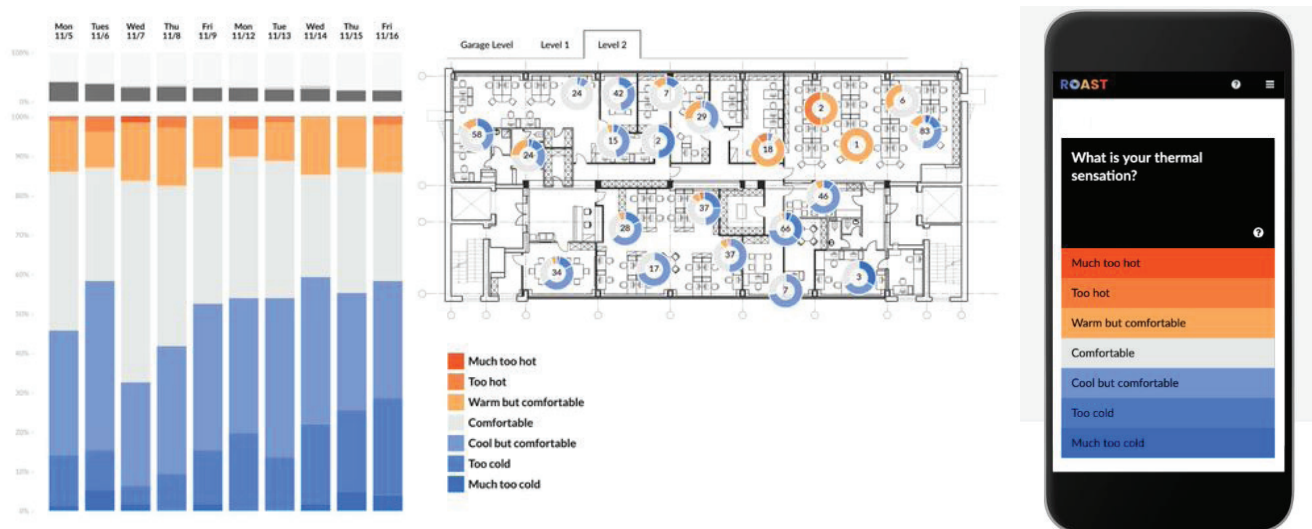 Mon Tues Wed Thu Fri Mon Tue Wed Thu Fri
11/5 11/6 11/7 11/8 11/9 11/12 11/13 11/14 11/15 11/16
100%
0%
100%
90%
80%
70%
60%
50%
40%
30%
20%
10%
0%
Garage Level Level 1 Level 2
24
42
7
29
2
6
58
24
15
2
18
1
83
28
37
46
66
37
34
17
7
3
Much too hot
Too hot
Warm but comfortable
Comfortable
Cool but comfortable
Too cold
Much too cold
ROAST ?
What is your thermal
sensation?
?
Much too hot
Too hot
Warm but comfortable
Comfortable
Cool but comfortable
Too cold
Much too cold